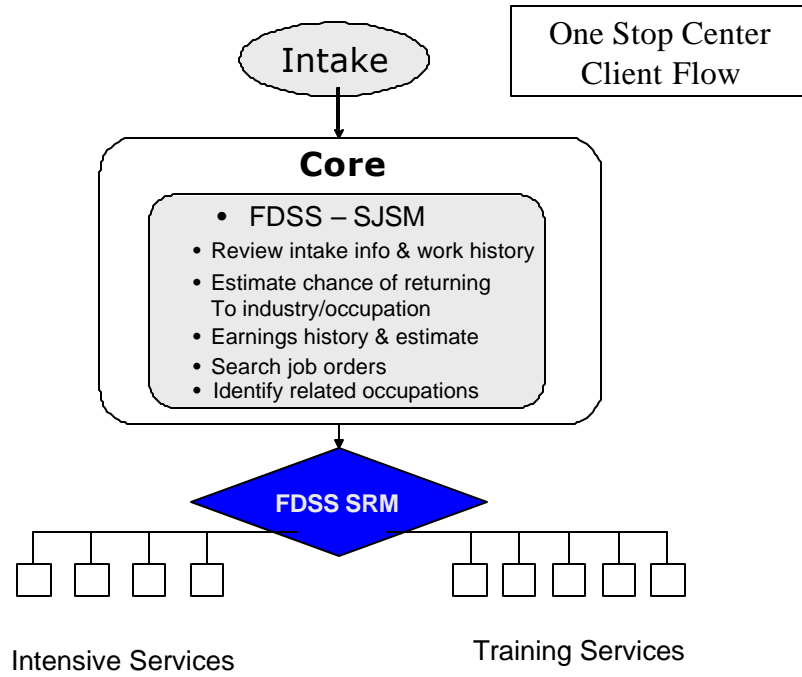 One Stop Center
Client Flow
Intake
Core
• FDSS – SJSM
• Review intake info & work history
• Estimate chance of returning
To industry/occupation
• Earnings history & estimate
• Search job orders
• Identify related occupations
FDSS SRM
Intensive Services
Training Services